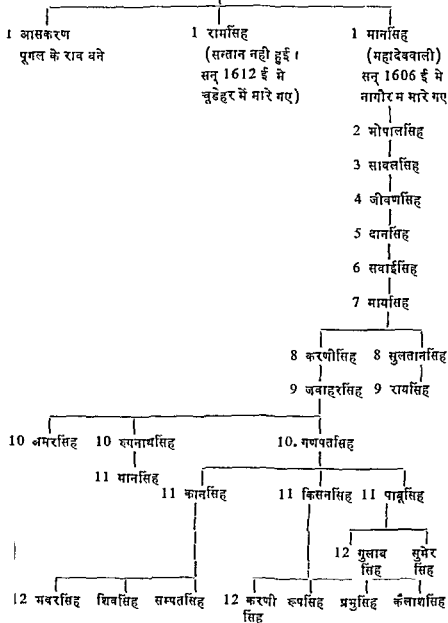 1 आसकरण 1 रामसिंह 1 मानसिंह
पूगल के राव बने (सन्तान नही हुई। (महादेववाली)
सन् 1612 ई मे सन् 1606 ई मे
चूडेहर में मारे गए) नागौर म मारे गए
2 भोपालसिंह
3 सावलसिंह
4 जीवणसिंह
5 दानसिंह
6 सवाईसिंह
7 मायासिंह
8 करणीसिंह 8 सुलतानसिंह
9 जवाहरसिंह 9 रायसिंह
10 अमरसिंह 10 रुगनाथसिंह 10. गणपतसिंह
11 मानसिंह
11 कानसिंह 11 किसनसिंह 11 पाबूसिंह
12 गुलाब सुमेर
सिंह सिंह
12 भवरसिंह शिवसिंह सम्पतसिंह 12 करणी रूपसिंह प्रभुसिंह कैलाशसिंह
सिंह